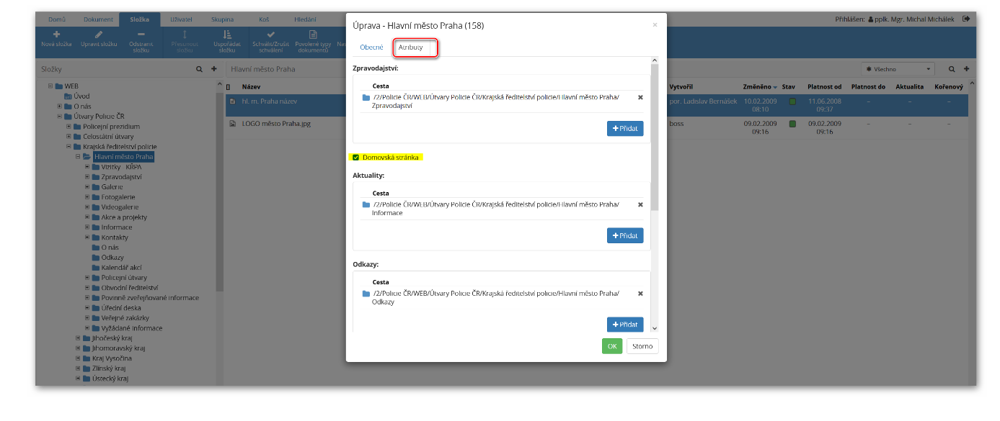 Domů Dokument Složka Uživatel Skupina Koš Hledání
Přihlášen: pplk. Mgr. Michal Michálek
Nová složka Upravit složku Odstranit složku Přesunout složku Uspořádat složku Schválit/Zrušit schválení Povolené typy dokumentů
Složky
WEB
Úvod
O nás
Útvary Policie ČR
Policejní prezidium
Celostátní útvary
Krajská ředitelství policie
Hlavní město Praha
Vizitky KŘPA
Zpravodajství
Galerie
Fotogalerie
Videogalerie
Akce a projekty
Informace
Kontakty
O nás
Odkazy
Kalendář akcí
Policejní útvary
Obvodní ředitelství
Povinně zveřejňované informace
Úřední deska
Veřejné zakázky
Vyžádané informace
Jihočeský kraj
Jihomoravský kraj
Kraj Vysočina
Zlínský kraj
Ústecký kraj
Hlavní město Praha
Všechno
[] Název Vytvořil Změněno Stav Platnost od Platnost do Aktualita Kořenový
hl. m. Praha název por. Ladislav Bernášek 10.02.2009 08:10 11.06.2008 09:37 – – –
LOGO město Praha.jpg boss 09.02.2009 09:16 09.02.2009 09:16 – – –
Úprava - Hlavní město Praha (158) ×
Obecné Atributy
Zpravodajství:
Cesta
/2/Policie ČR/WEB/Útvary Policie ČR/Krajská ředitelství policie/Hlavní město Praha/
Zpravodajství
Přidat
Domovská stránka
Aktuality:
Cesta
/2/Policie ČR/WEB/Útvary Policie ČR/Krajská ředitelství policie/Hlavní město Praha/
Informace
Přidat
Odkazy:
Cesta
/2/Policie ČR/WEB/Útvary Policie ČR/Krajská ředitelství policie/Hlavní město Praha/
Odkazy
Přidat
OK Storno